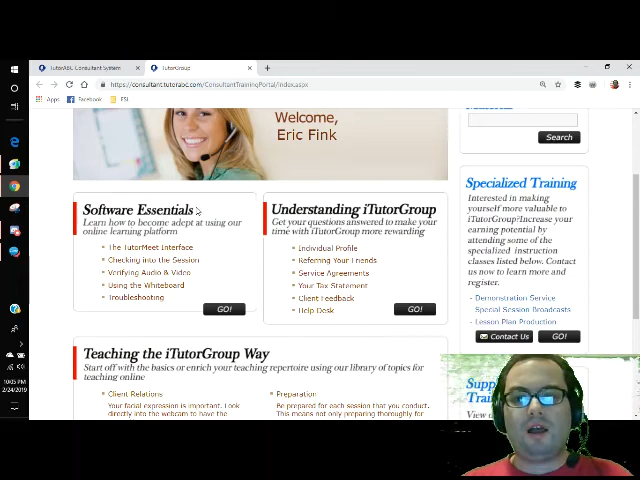 TutorABC Consultant System
TutorGroup
https://consultant.tutorabc.com/ConsultantTrainingPortal/index.aspx
Apps
Facebook
ESL
Welcome,
Eric Fink
Search
Software Essentials
Learn how to become adept at using our
online learning platform
The TutorMeet Interface
Checking into the Session
Verifying Audio & Video
Using the Whiteboard
Troubleshooting
GO!
Understanding iTutorGroup
Get your questions answered to make your
time with iTutorGroup more rewarding
Individual Profile
Referring Your Friends
Service Agreements
Your Tax Statement
Client Feedback
Help Desk
GO!
Specialized Training
Interested in making
yourself more valuable to
iTutorGroup?Increase your
earning potential by
attending some of the
specialized instruction
classes listed below. Contact
us now to learn more and
register.
- Demonstration Service
Special Session Broadcasts
- Lesson Plan Production
Contact Us
GO!
Teaching the iTutorGroup Way
Start off with the basics or enrich your teaching repertoire using our library of topics for
teaching online
Client Relations
Your facial expression is important. Look
directly into the camera to have the
Preparation
Be prepared for each session that you conduct.
This means not only preparing thoroughly for
Supp
Train
View
10:05 PM
2/24/2019